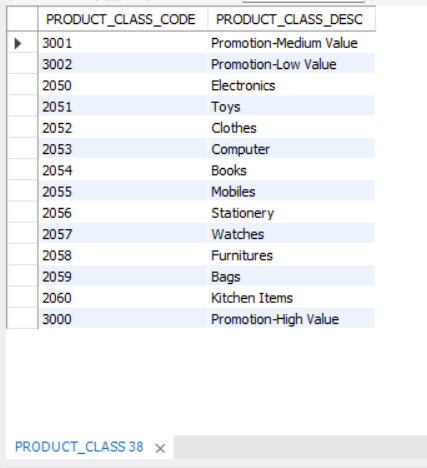 PRODUCT_CLASS_CODE PRODUCT_CLASS_DESC
3001 Promotion-Medium Value
3002 Promotion-Low Value
2050 Electronics
2051 Toys
2052 Clothes
2053 Computer
2054 Books
2055 Mobiles
2056 Stationery
2057 Watches
2058 Furnitures
2059 Bags
2060 Kitchen Items
3000 Promotion-High Value
PRODUCT_CLASS 38